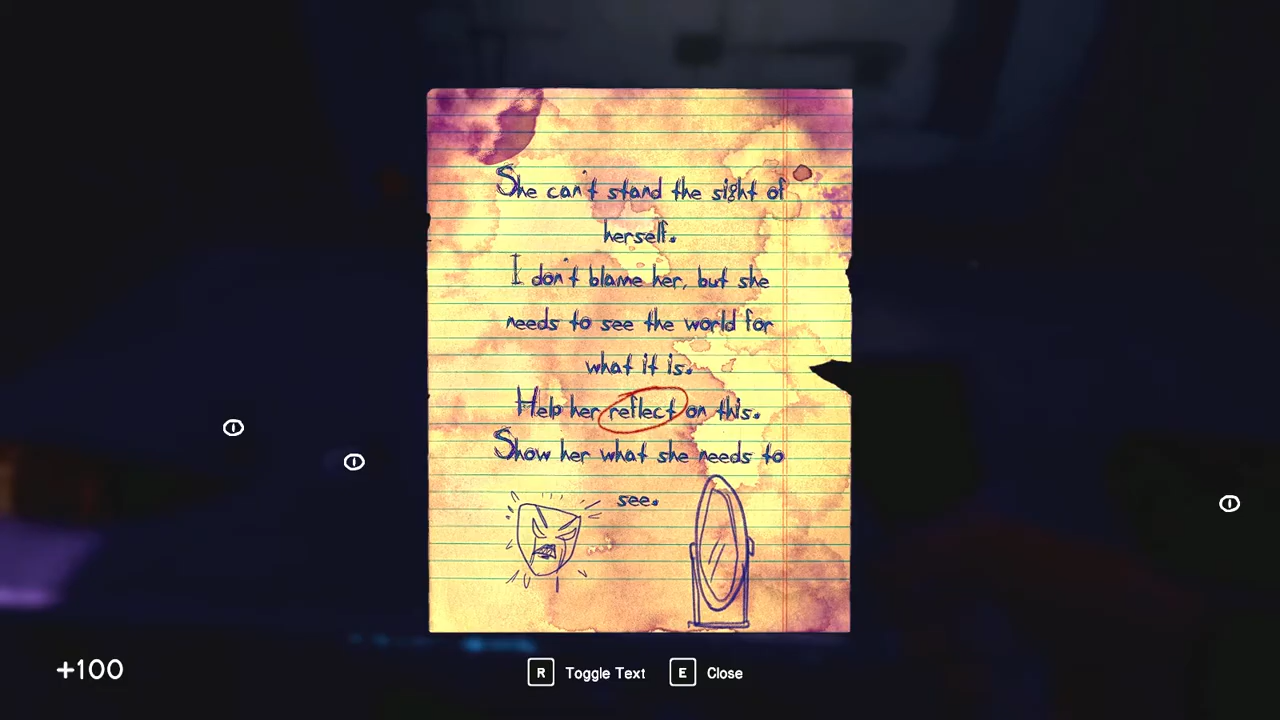 She can't stand the sight of
herself.
I don't blame her, but she
needs to see the world for
what it is.
Help her reflect on this.
Show her what she needs to
see.
+100
R Toggle Text E Close